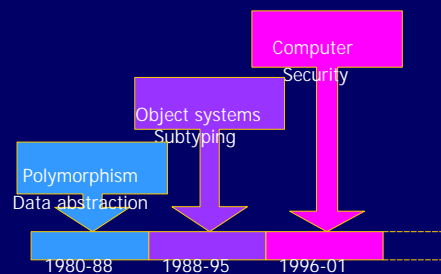 Computer
Security
Object systems
Subtyping
Polymorphism
Data abstraction
1980-88
1988-95
1996-01